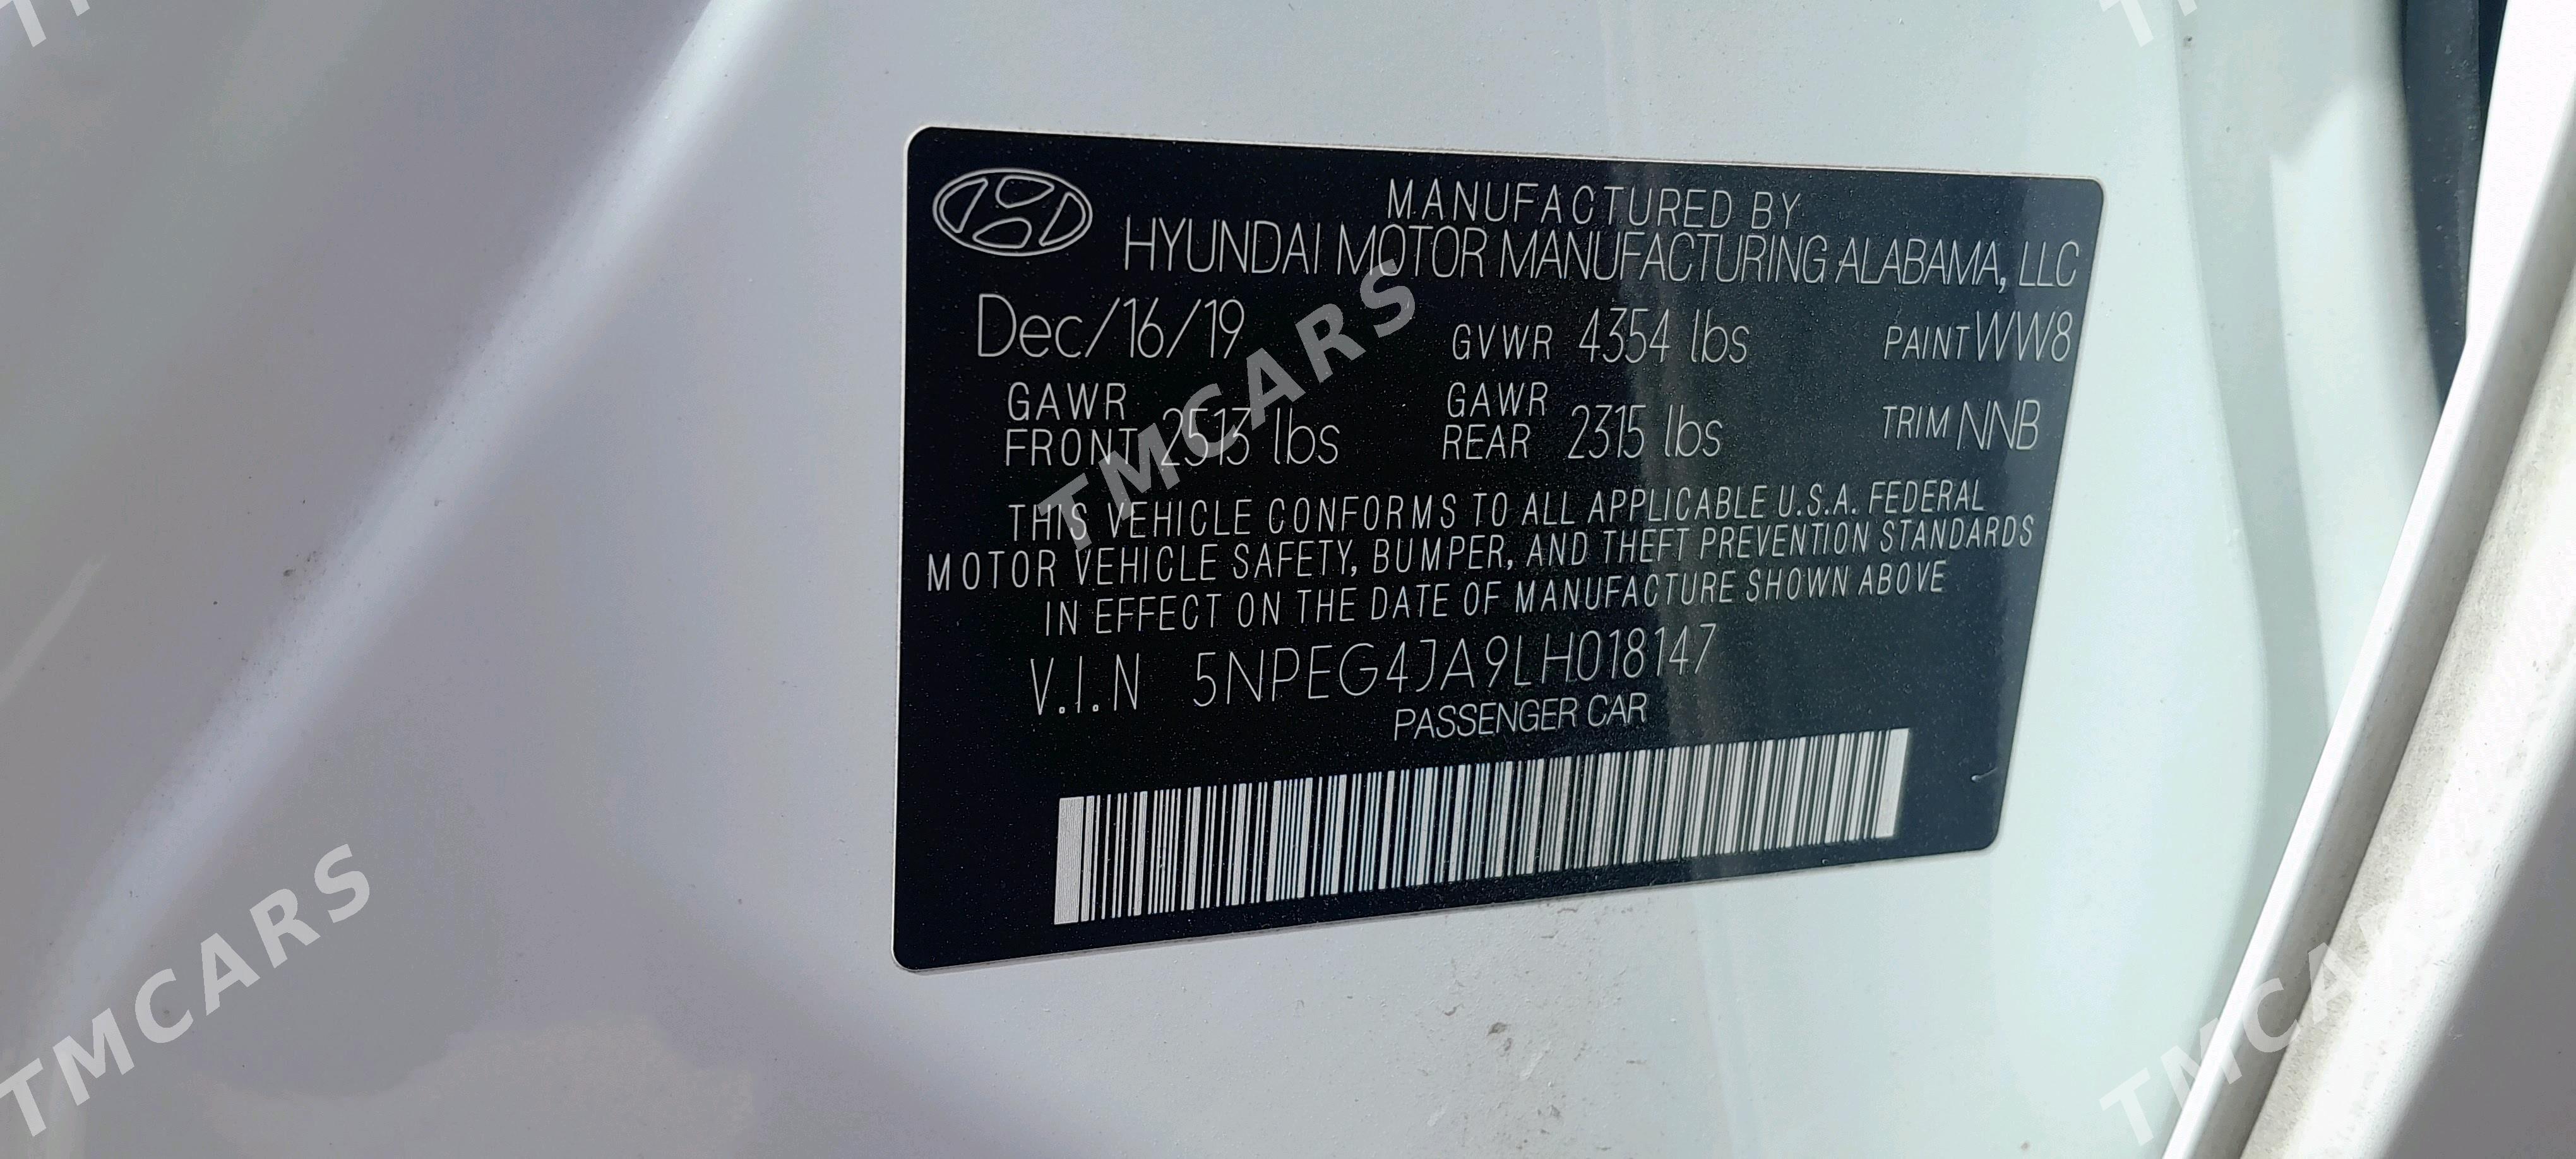 MANUFACTURED BY
HYUNDAI MOTOR MANUFACTURING ALABAMA, LLC
Dec/16/19 GVWR 4354 lbs PAINT WW8
GAWR FRONT 2513 lbs GAWR REAR 2315 lbs TRIM NNB
THIS VEHICLE CONFORMS TO ALL APPLICABLE U.S.A. FEDERAL
MOTOR VEHICLE SAFETY, BUMPER, AND THEFT PREVENTION STANDARDS
IN EFFECT ON THE DATE OF MANUFACTURE SHOWN ABOVE
V.I.N 5NPEG4JA9LH018147
PASSENGER CAR
TMCARS
TMCARS
TMCARS